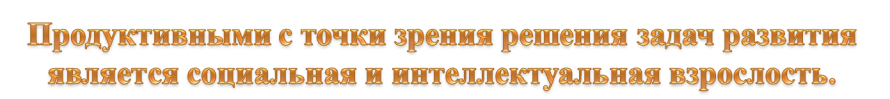 Продуктивными с точки зрения решения задач развития
является социальная и интеллектуальная взрослость.